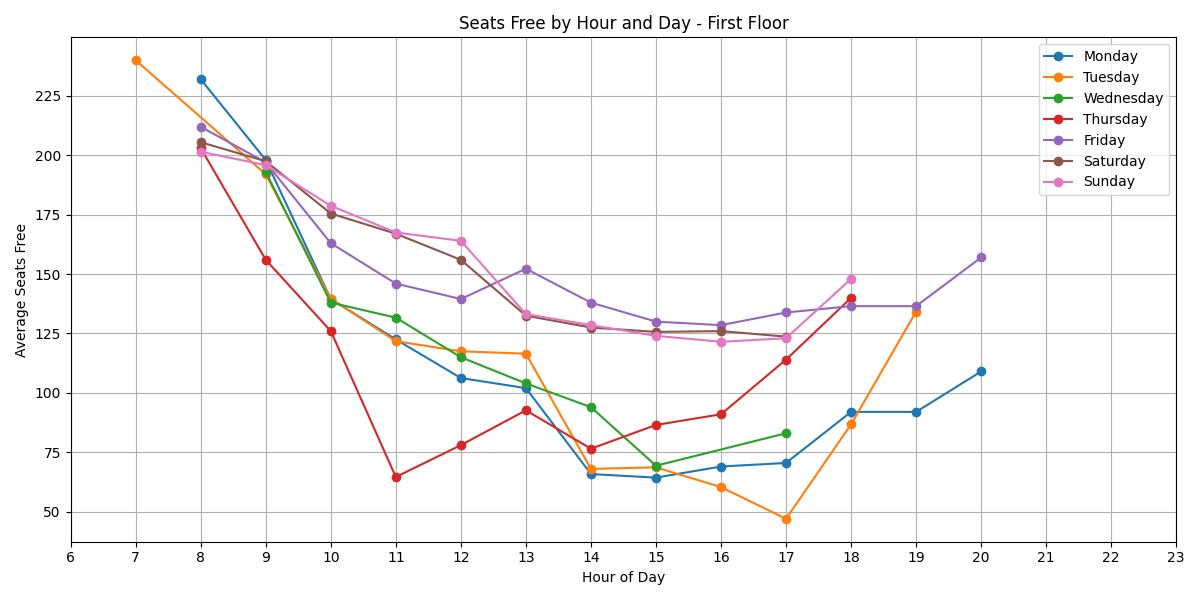 Seats Free by Hour and Day - First Floor
Monday
Tuesday
Wednesday
Thursday
Friday
Saturday
Sunday
Average Seats Free
225
200
175
150
125
100
75
50
6 7 8 9 10 11 12 13 14 15 16 17 18 19 20 21 22 23
Hour of Day